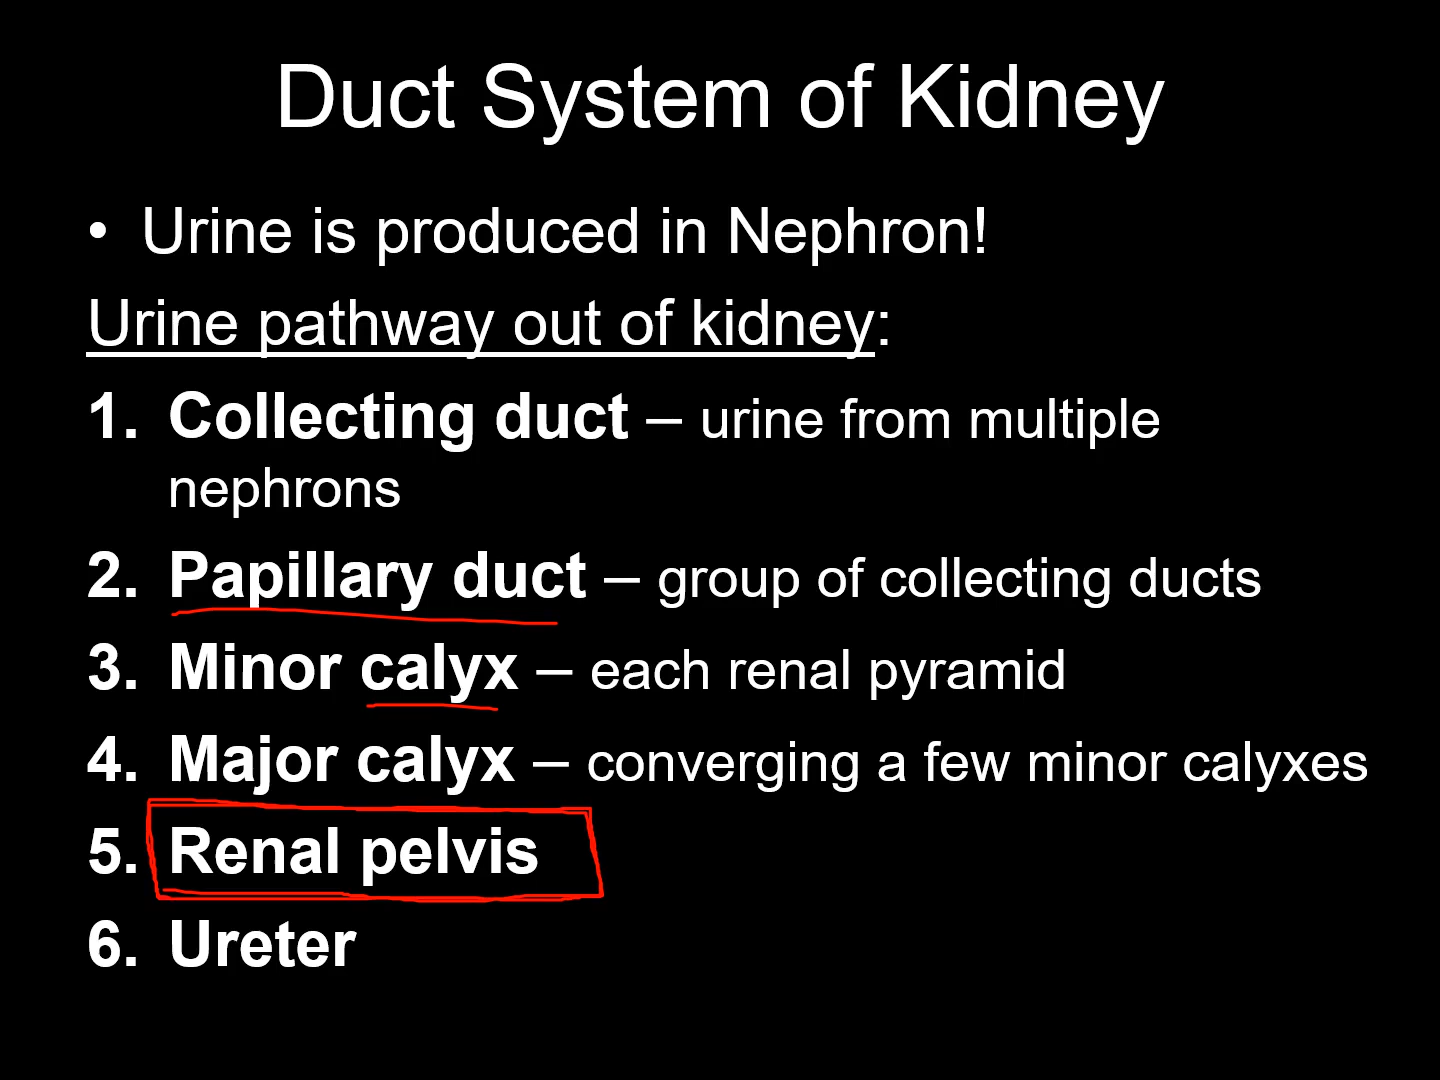 Duct System of Kidney
• Urine is produced in Nephron!
Urine pathway out of kidney:
1. Collecting duct – urine from multiple
nephrons
2. Papillary duct – group of collecting ducts
3. Minor calyx – each renal pyramid
4. Major calyx – converging a few minor calyxes
5. Renal pelvis
6. Ureter